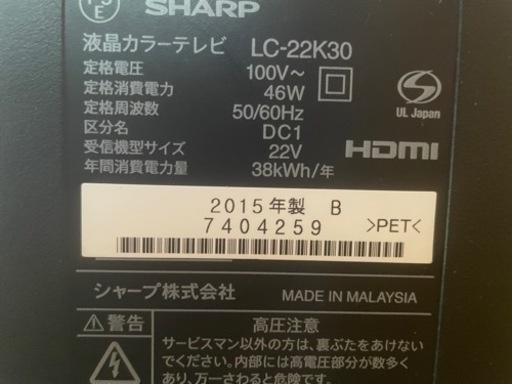 PS
E
SHARP
液晶カラーテレビ LC-22K30
定格電圧 100V～
定格消費電力 46W
定格周波数 50/60Hz
区分名 DC1
受信機型サイズ 22V
年間消費電力量 38kWh/年
UL Japan
HDMI
2015年製 B
7404259 >PET<
シャープ株式会社 MADE IN MALAYSIA
⚠警告 高圧注意
サービスマン以外の方は、裏ぶたをあけない
でください。内部には高電圧部分が数多く
あり、万一さわると危険です。